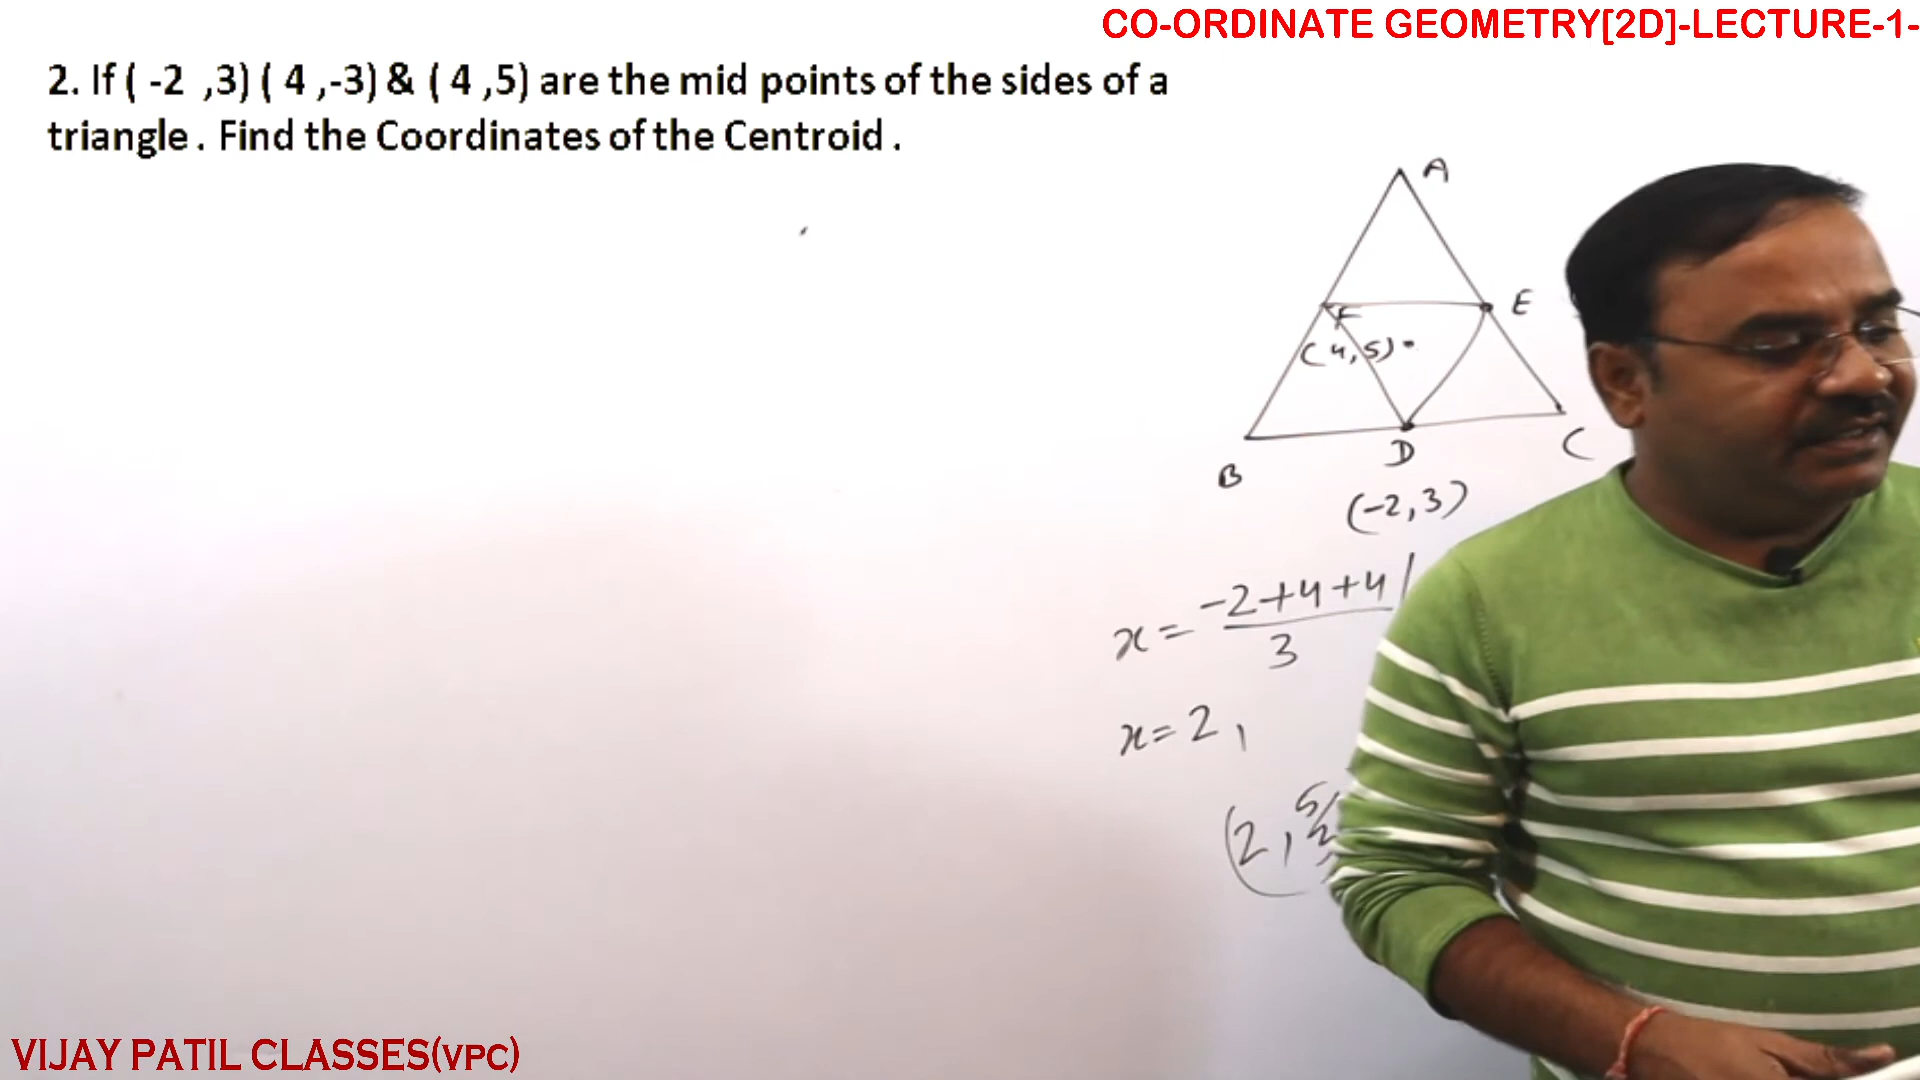 CO-ORDINATE GEOMETRY[2D]-LECTURE-1-
2. If ( -2 ,3) ( 4 ,-3) & ( 4 ,5) are the mid points of the sides of a
triangle . Find the Coordinates of the Centroid .
A
F
E
(4,5)
B
D
C
(-2,3)
x = -2+4+4 / 3
x = 2 ,
(2, 5/
VIJAY PATIL CLASSES(VPC)